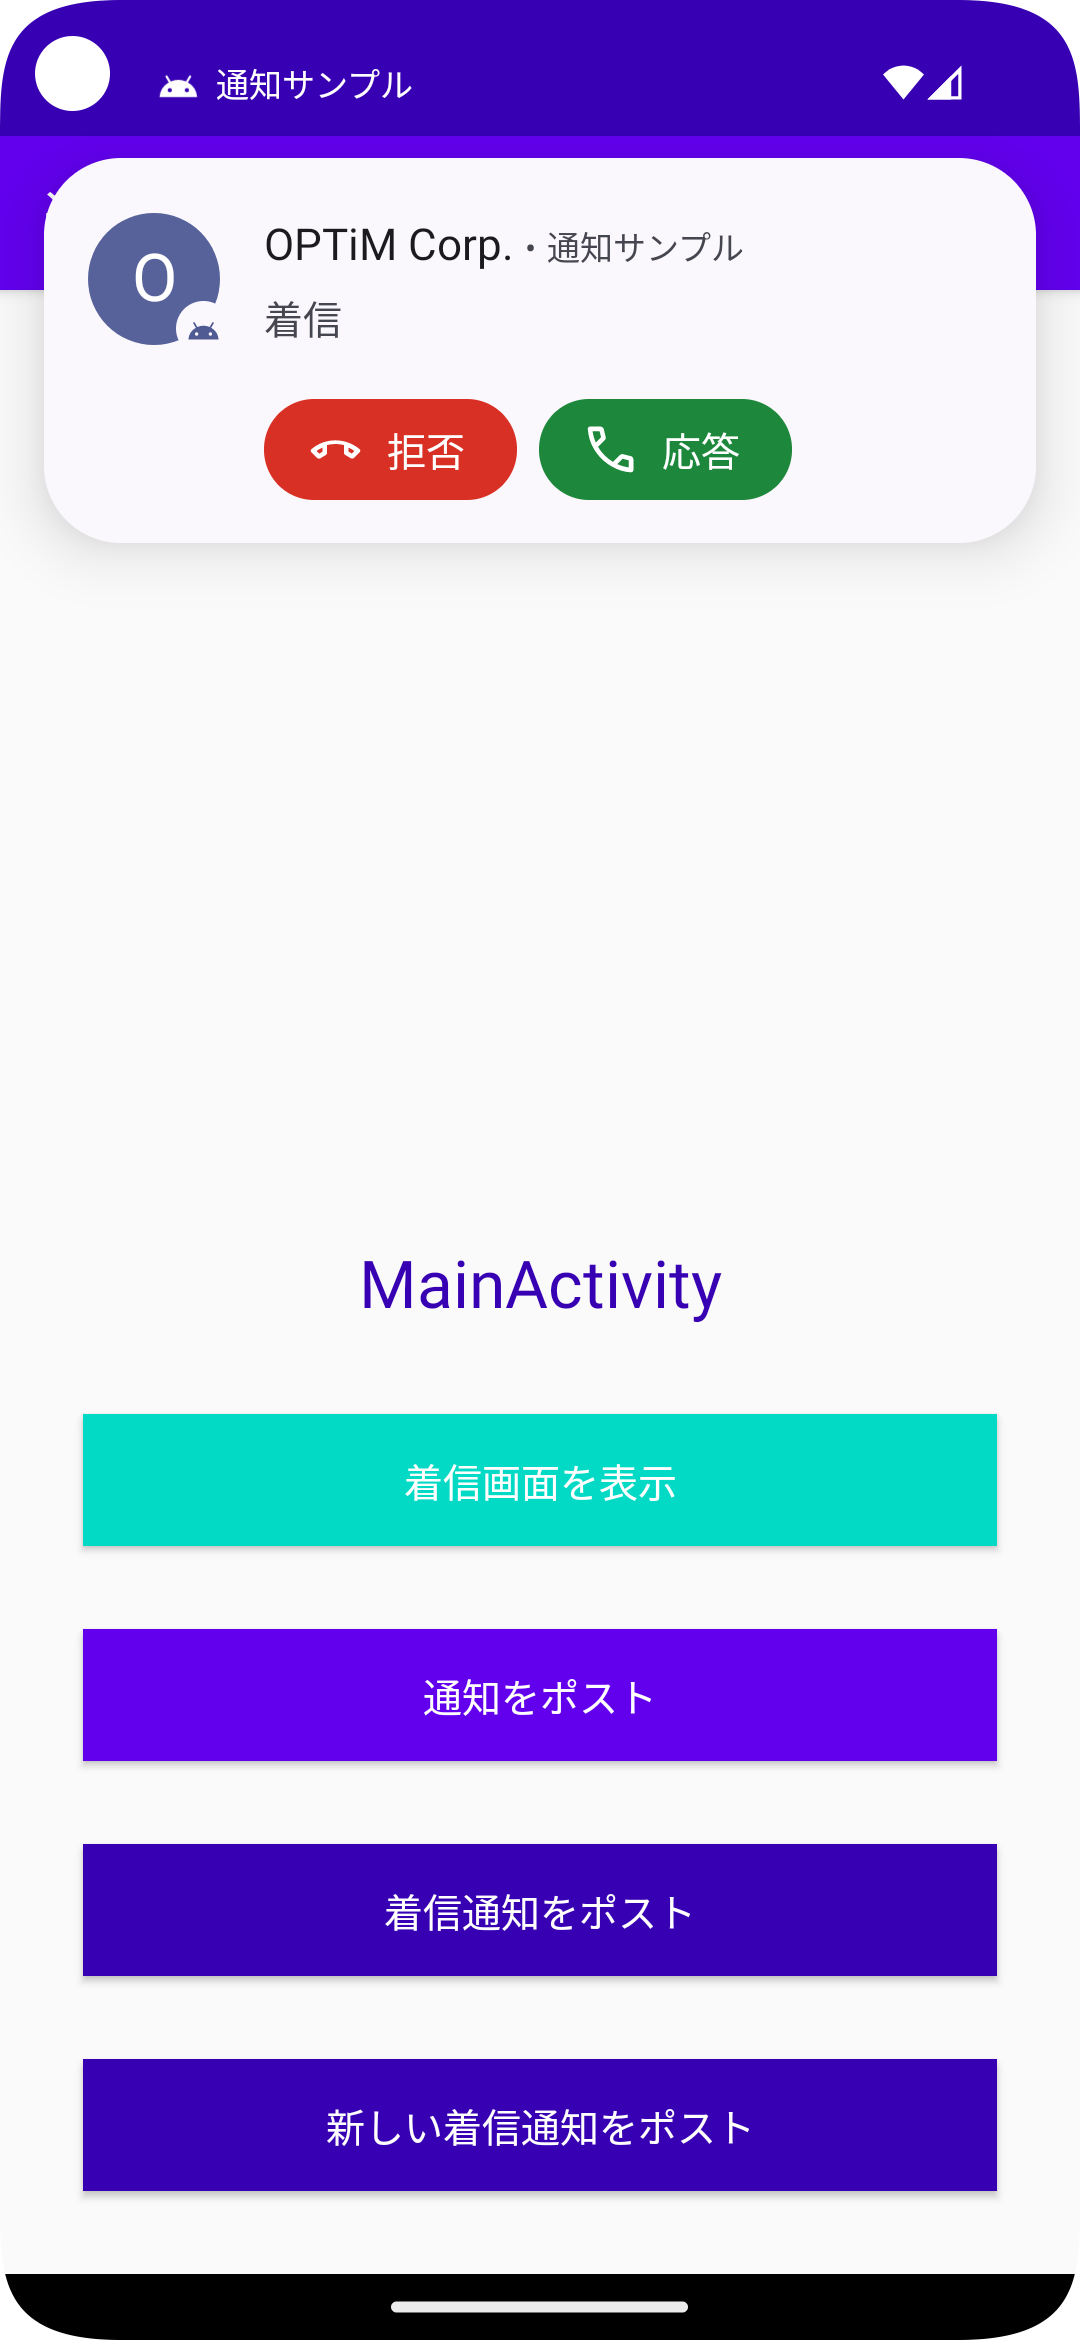 通知サンプル
O
OPTiM Corp.・通知サンプル
着信
拒否
応答
MainActivity
着信画面を表示
通知をポスト
着信通知をポスト
新しい着信通知をポスト